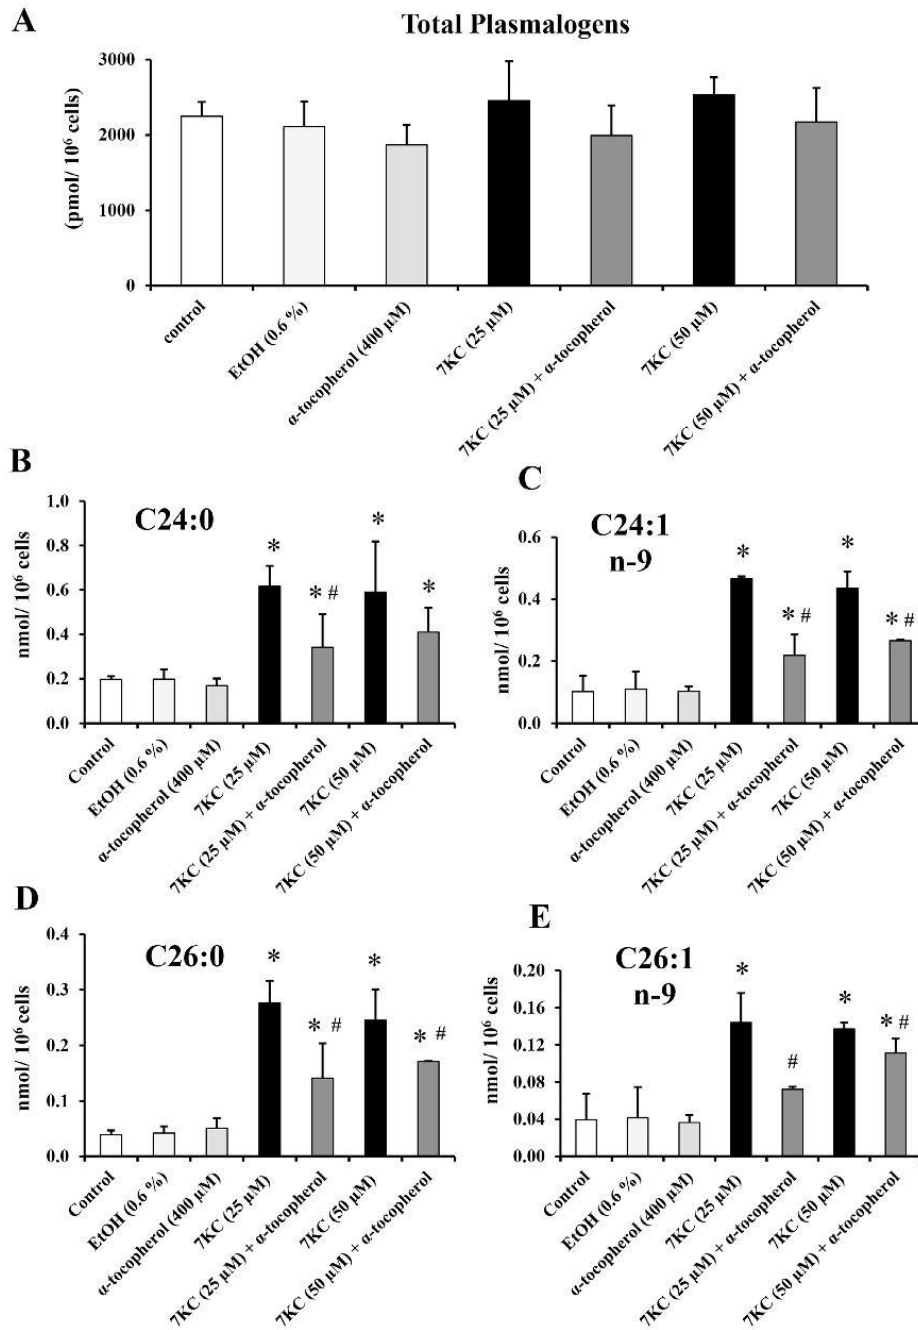 A
Total Plasmalogens
(pmol/ 10⁶ cells)
3000
2000
1000
0
control
EtOH (0.6 %)
α-tocopherol (400 µM)
7KC (25 µM)
7KC (25 µM) + α-tocopherol
7KC (50 µM)
7KC (50 µM) + α-tocopherol
B
C24:0
nmol/ 10⁶ cells
1.0
0.8
0.6
0.4
0.2
0.0
*
* #
*
*
Control
EtOH (0.6 %)
α-tocopherol (400 µM)
7KC (25 µM)
7KC (25 µM) + α-tocopherol
7KC (50 µM)
7KC (50 µM) + α-tocopherol
C
C24:1
n-9
nmol/ 10⁶ cells
0.6
0.4
0.2
0.0
*
* #
*
* #
Control
EtOH (0.6 %)
α-tocopherol (400 µM)
7KC (25 µM)
7KC (25 µM) + α-tocopherol
7KC (50 µM)
7KC (50 µM) + α-tocopherol
D
C26:0
nmol/ 10⁶ cells
0.4
0.3
0.2
0.1
0.0
*
* #
*
* #
Control
EtOH (0.6 %)
α-tocopherol (400 µM)
7KC (25 µM)
7KC (25 µM) + α-tocopherol
7KC (50 µM)
7KC (50 µM) + α-tocopherol
E
C26:1
n-9
nmol/ 10⁶ cells
0.20
0.16
0.12
0.08
0.04
0.00
*
#
*
* #
Control
EtOH (0.6 %)
α-tocopherol (400 µM)
7KC (25 µM)
7KC (25 µM) + α-tocopherol
7KC (50 µM)
7KC (50 µM) + α-tocopherol